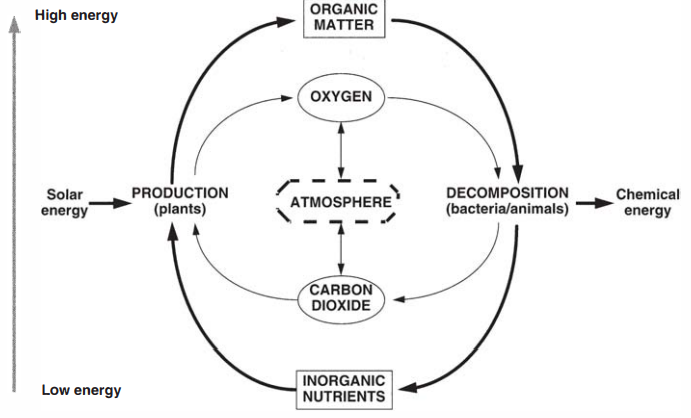 High energy
ORGANIC
MATTER
OXYGEN
Solar
energy
PRODUCTION
(plants)
ATMOSPHERE
DECOMPOSITION
(bacteria/animals)
Chemical
energy
CARBON
DIOXIDE
Low energy
INORGANIC
NUTRIENTS